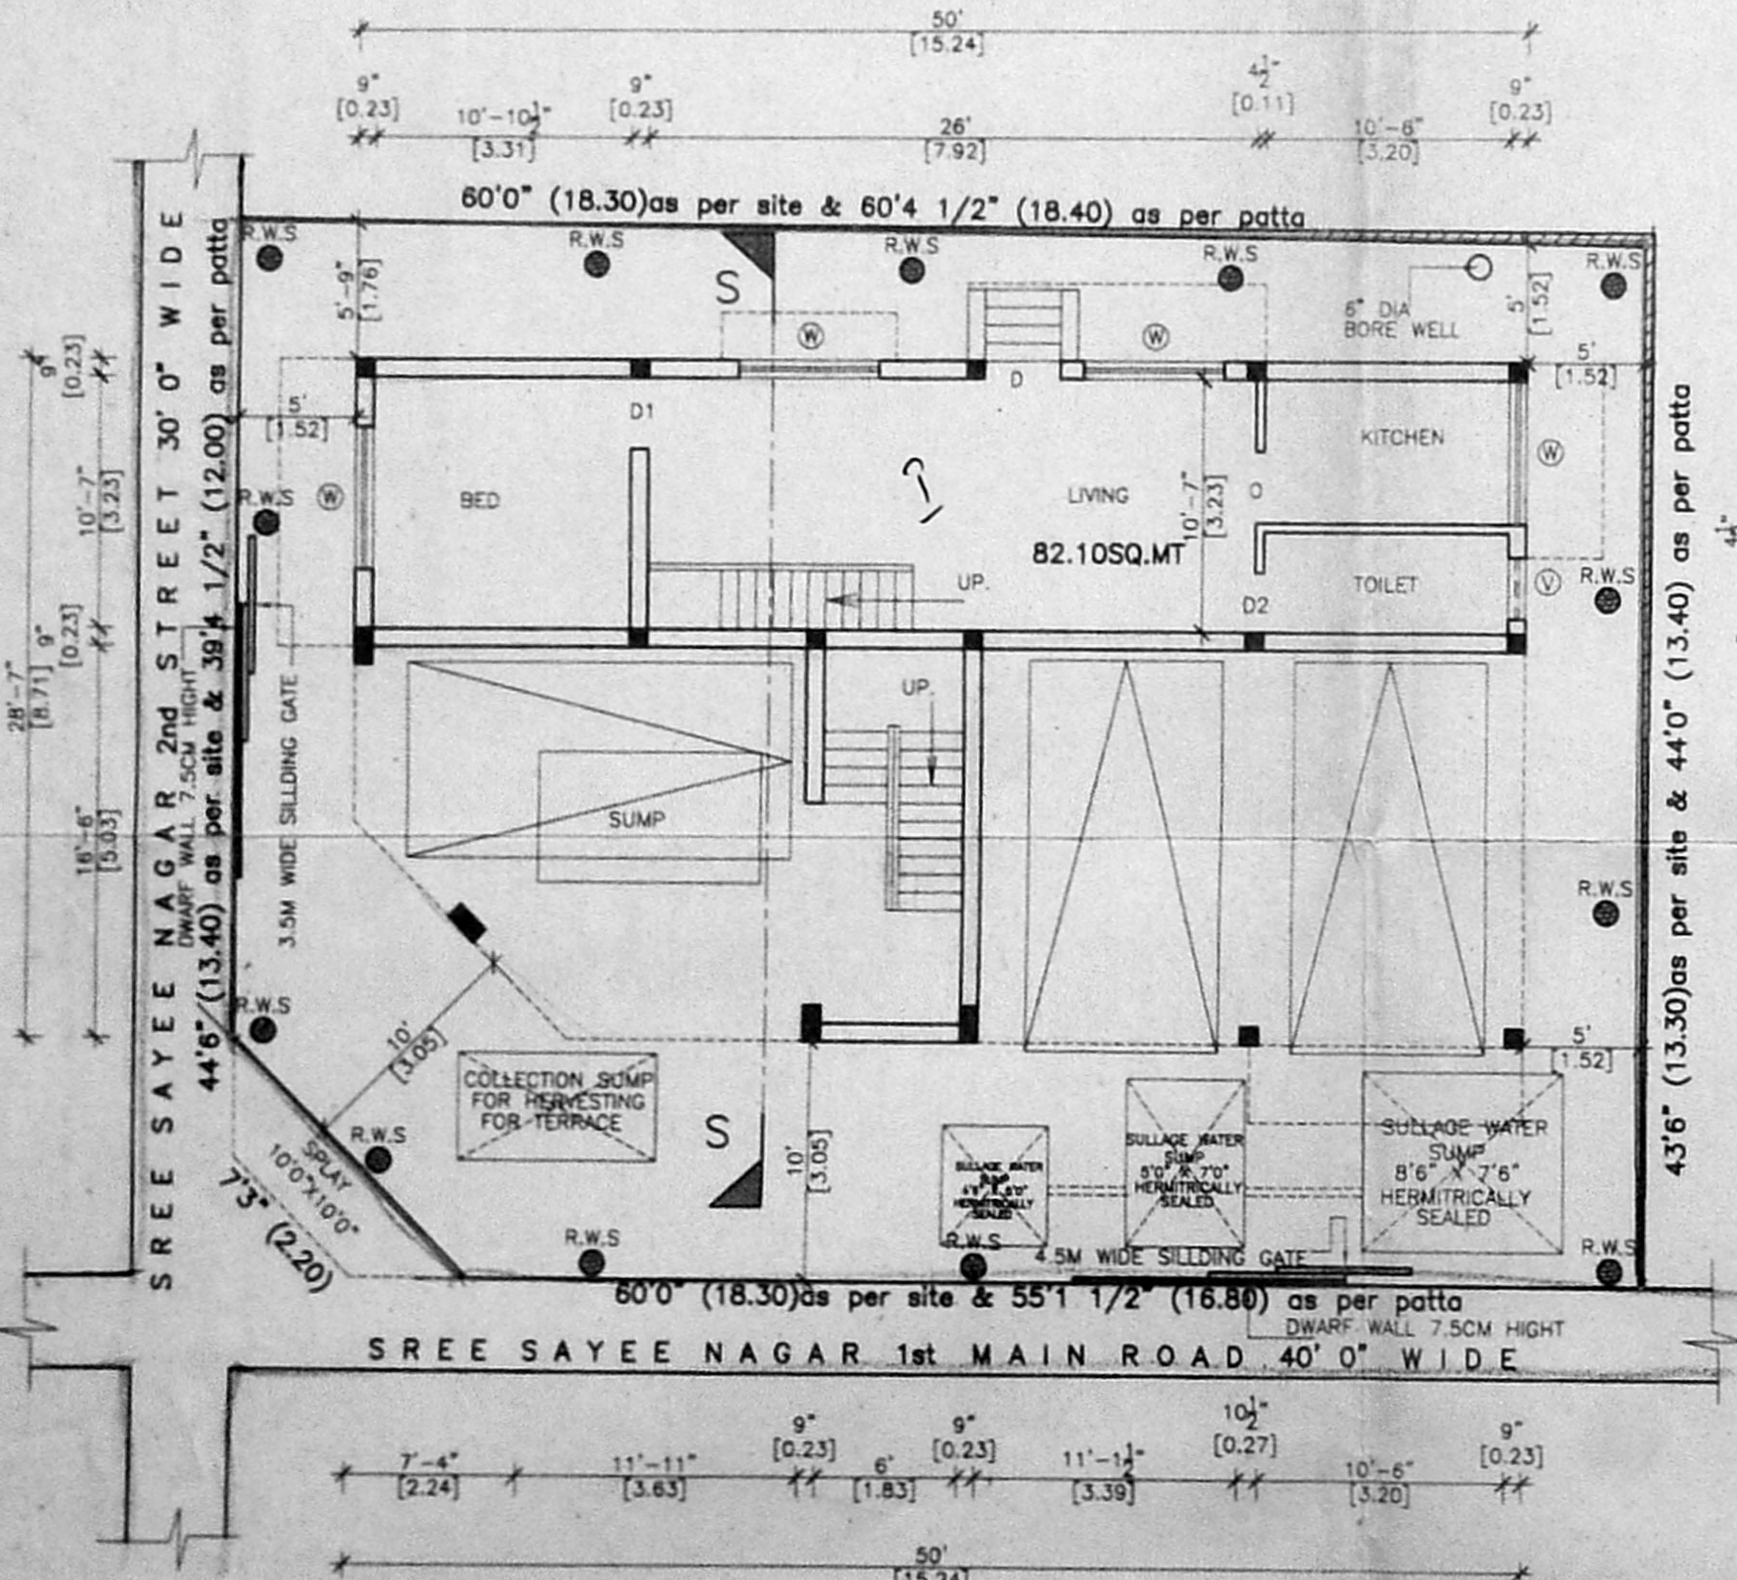 50'
[15.24]
9"
[0.23]
10'-10½"
[3.31]
9"
[0.23]
26'
[7.92]
4½"
[0.11]
10'-6"
[3.20]
9"
[0.23]
60'0" (18.30)as per site & 60'4 1/2" (18.40) as per patta
R.W.S
R.W.S
R.W.S
R.W.S
R.W.S
5'-9"
[1.76]
S
W
W
6" DIA
BORE WELL
5'
[1.52]
5'
[1.52]
9"
[0.23]
10'-7"
[3.23]
9"
[0.23]
28'-7"
[8.71]
16'-6"
[5.03]
SREE SAYEE NAGAR 2nd STREET 30' 0" WIDE
44'6" (13.40) as per site & 39'4 1/2" (12.00) as per patta
DWARF WALL 7.5CM HIGHT
3.5M WIDE SILLDING GATE
5'
[1.52]
R.W.S
W
D1
D
BED
LIVING
82.10SQ.MT
10'-7"
[3.23]
KITCHEN
W
O
TOILET
D2
V
R.W.S
UP.
UP.
SUMP
4½"
43'6" (13.30)as per site & 44'0" (13.40) as per patta
R.W.S
R.W.S
10'
[3.05]
5'
[1.52]
COLLECTION SUMP
FOR HERVESTING
FOR TERRACE
S
10'
[3.05]
R.W.S
SPLAY
10'0"X10'0"
7'3" (2.20)
SULLAGE WATER
SUMP
HERMITRICALLY
SEALED
SULLAGE WATER
SUMP
5'0" X 7'0"
HERMITRICALLY
SEALED
SULLAGE WATER
SUMP
8'6" X 7'6"
HERMITRICALLY
SEALED
R.W.S
R.W.S
4.5M WIDE SILLDING GATE
R.W.S
60'0" (18.30)as per site & 55'1 1/2" (16.80) as per patta
DWARF WALL 7.5CM HIGHT
SREE SAYEE NAGAR 1st MAIN ROAD 40' 0" WIDE
7'-4"
[2.24]
11'-11"
[3.63]
9"
[0.23]
6'
[1.83]
9"
[0.23]
11'-1½"
[3.39]
10½"
[0.27]
10'-6"
[3.20]
9"
[0.23]
50'
[15.24]